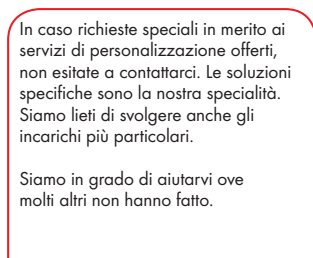 In caso richieste speciali in merito ai
servizi di personalizzazione offerti,
non esitate a contattarci. Le soluzioni
specifiche sono la nostra specialità.
Siamo lieti di svolgere anche gli
incarichi più particolari.

Siamo in grado di aiutarvi ove
molti altri non hanno fatto.